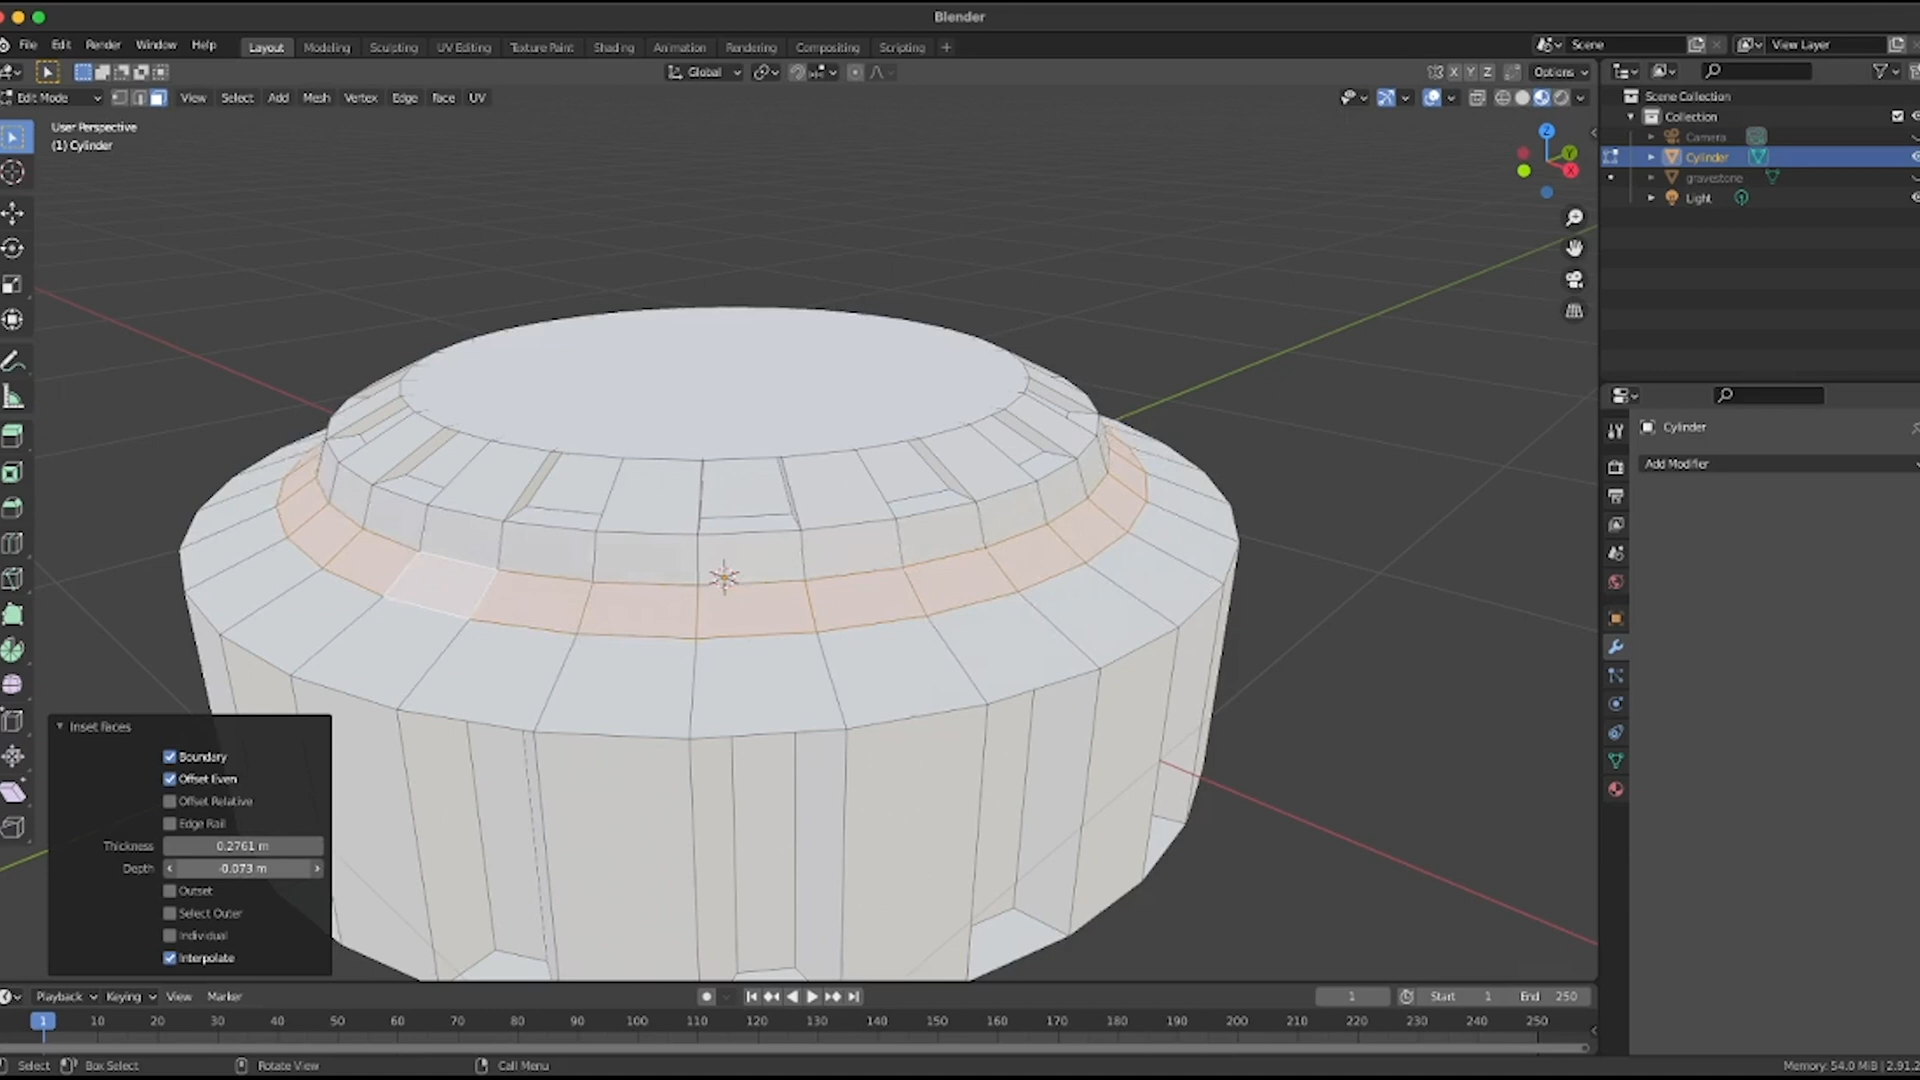 Blender
File Edit Render Window Help Layout Modeling Sculpting UV Editing Texture Paint Shading Animation Rendering Compositing Scripting + Scene View Layer
Global X Y Z Options
Edit Mode View Select Add Mesh Vertex Edge Face UV
User Perspective
(1) Cylinder
Z
Y
X
Scene Collection
Collection
Camera
Cylinder
gravestone
Light
Cylinder
Add Modifier
Inset Faces
Boundary
Offset Even
Offset Relative
Edge Rail
Thickness 0.2761 m
Depth -0.073 m
Outset
Select Outer
Individual
Interpolate
Playback Keying View Marker 1 Start 1 End 250
1 10 20 30 40 50 60 70 80 90 100 110 120 130 140 150 160 170 180 190 200 210 220 230 240 250
Select Box Select Rotate View Call Menu Memory: 54.0 MiB | 2.91.2